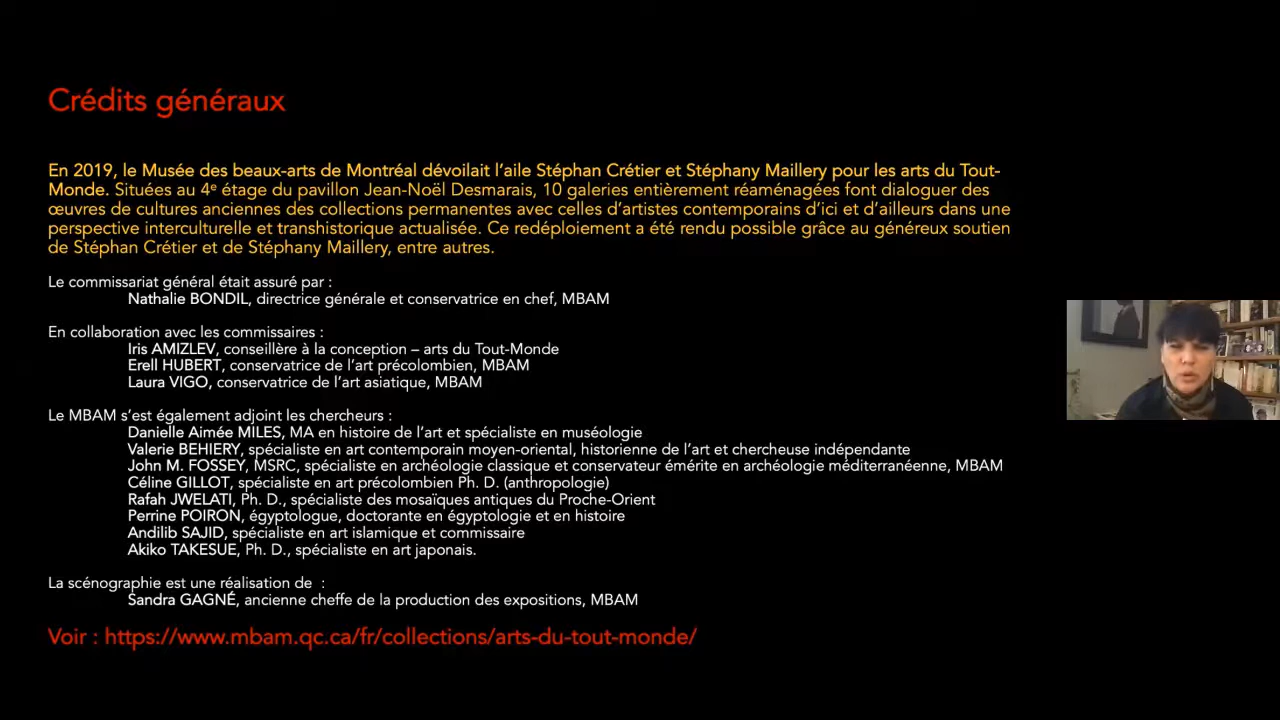 Crédits généraux
En 2019, le Musée des beaux-arts de Montréal dévoilait l'aile Stéphan Crétier et Stéphany Maillery pour les arts du Tout-
Monde. Situées au 4e étage du pavillon Jean-Noël Desmarais, 10 galeries entièrement réaménagées font dialoguer des
œuvres de cultures anciennes des collections permanentes avec celles d'artistes contemporains d'ici et d'ailleurs dans une
perspective interculturelle et transhistorique actualisée. Ce redéploiement a été rendu possible grâce au généreux soutien
de Stéphan Crétier et de Stéphany Maillery, entre autres.
Le commissariat général était assuré par :
Nathalie BONDIL, directrice générale et conservatrice en chef, MBAM
En collaboration avec les commissaires :
Iris AMIZLEV, conseillère à la conception – arts du Tout-Monde
Erell HUBERT, conservatrice de l'art précolombien, MBAM
Laura VIGO, conservatrice de l'art asiatique, MBAM
Le MBAM s'est également adjoint les chercheurs :
Danielle Aimée MILES, MA en histoire de l'art et spécialiste en muséologie
Valerie BEHIERY, spécialiste en art contemporain moyen-oriental, historienne de l'art et chercheuse indépendante
John M. FOSSEY, MSRC, spécialiste en archéologie classique et conservateur émérite en archéologie méditerranéenne, MBAM
Céline GILLOT, spécialiste en art précolombien Ph. D. (anthropologie)
Rafah JWELATI, Ph. D., spécialiste des mosaïques antiques du Proche-Orient
Perrine POIRON, égyptologue, doctorante en égyptologie et en histoire
Andilib SAJID, spécialiste en art islamique et commissaire
Akiko TAKESUE, Ph. D., spécialiste en art japonais.
La scénographie est une réalisation de :
Sandra GAGNÉ, ancienne cheffe de la production des expositions, MBAM
Voir : https://www.mbam.qc.ca/fr/collections/arts-du-tout-monde/